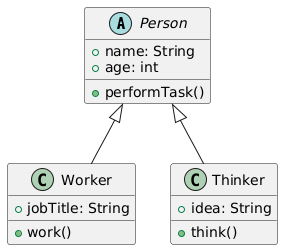 A Person
name: String
age: int
performTask()
C Worker
jobTitle: String
work()
C Thinker
idea: String
think()